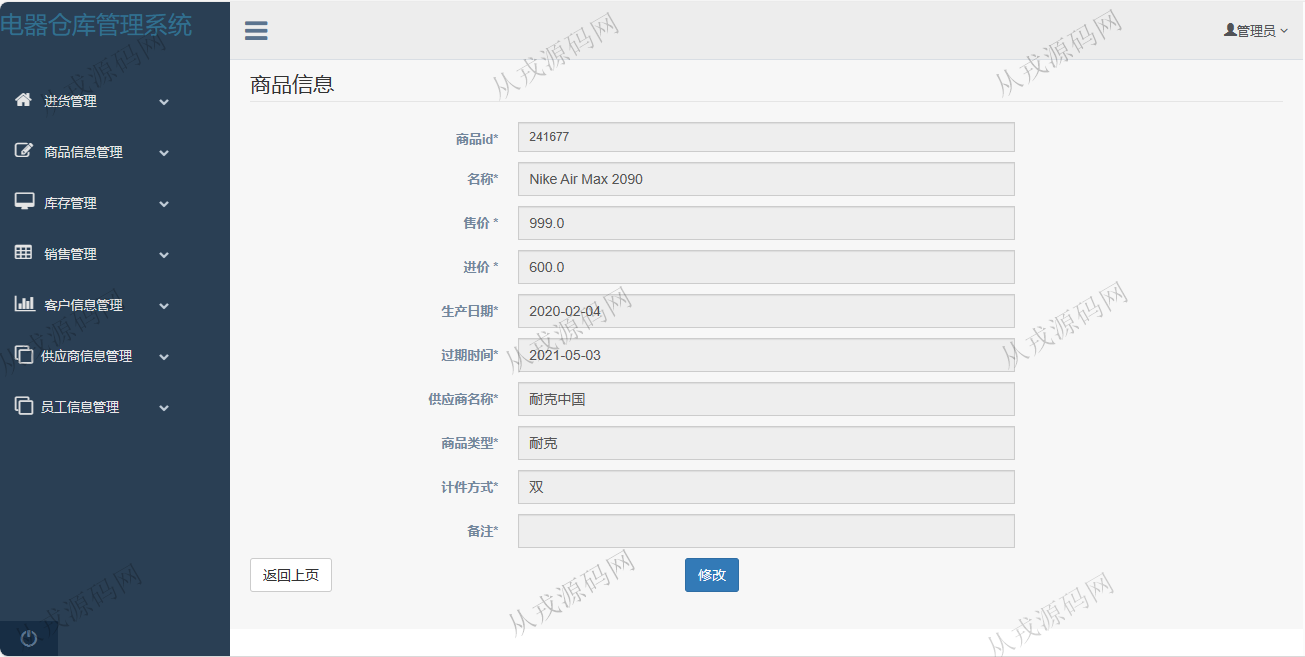 电器仓库管理系统
管理员
进货管理
商品信息管理
库存管理
销售管理
客户信息管理
供应商信息管理
员工信息管理
商品信息
商品id* 241677
名称* Nike Air Max 2090
售价 * 999.0
进价 * 600.0
生产日期* 2020-02-04
过期时间* 2021-05-03
供应商名称* 耐克中国
商品类型* 耐克
计件方式* 双
备注*
返回上页 修改
从戎源码网
从戎源码网
从戎源码网
从戎源码网
从戎源码网
从戎源码网
从戎源码网
从戎源码网
从戎源码网